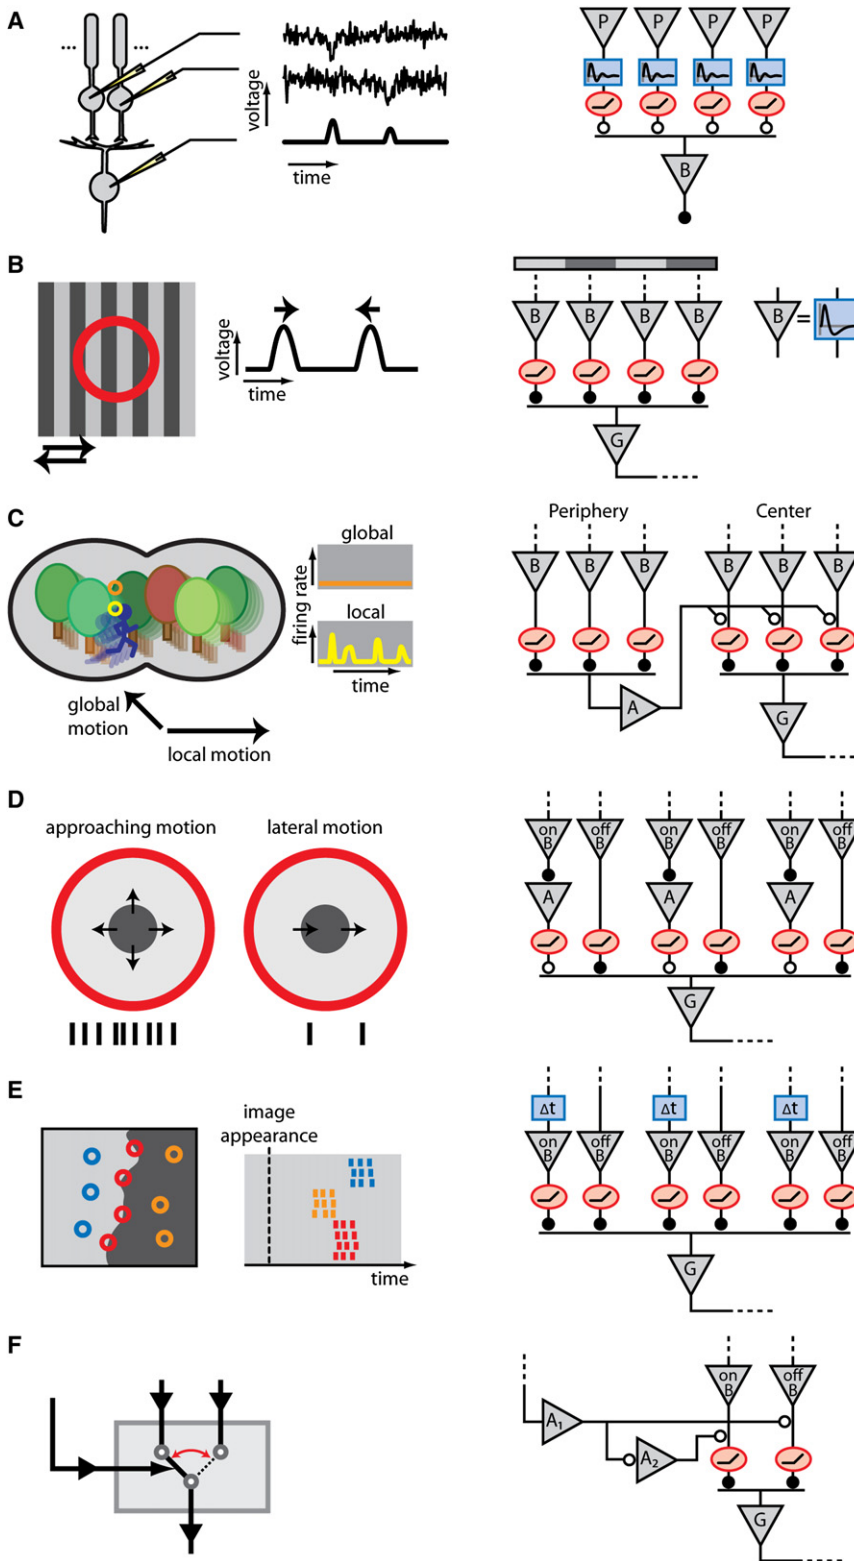 A
...
...
voltage
time
P P P P
B
B
voltage
time
B B B B
B =
G
C
global
firing rate
local
time
global
motion
local motion
Periphery
Center
B B B B B B
A
G
D
approaching motion
lateral motion
on B off B on B off B on B off B
A A A
G
E
image
appearance
time
Δt Δt Δt
on B off B on B off B on B off B
G
F
on B off B
A1
A2
G